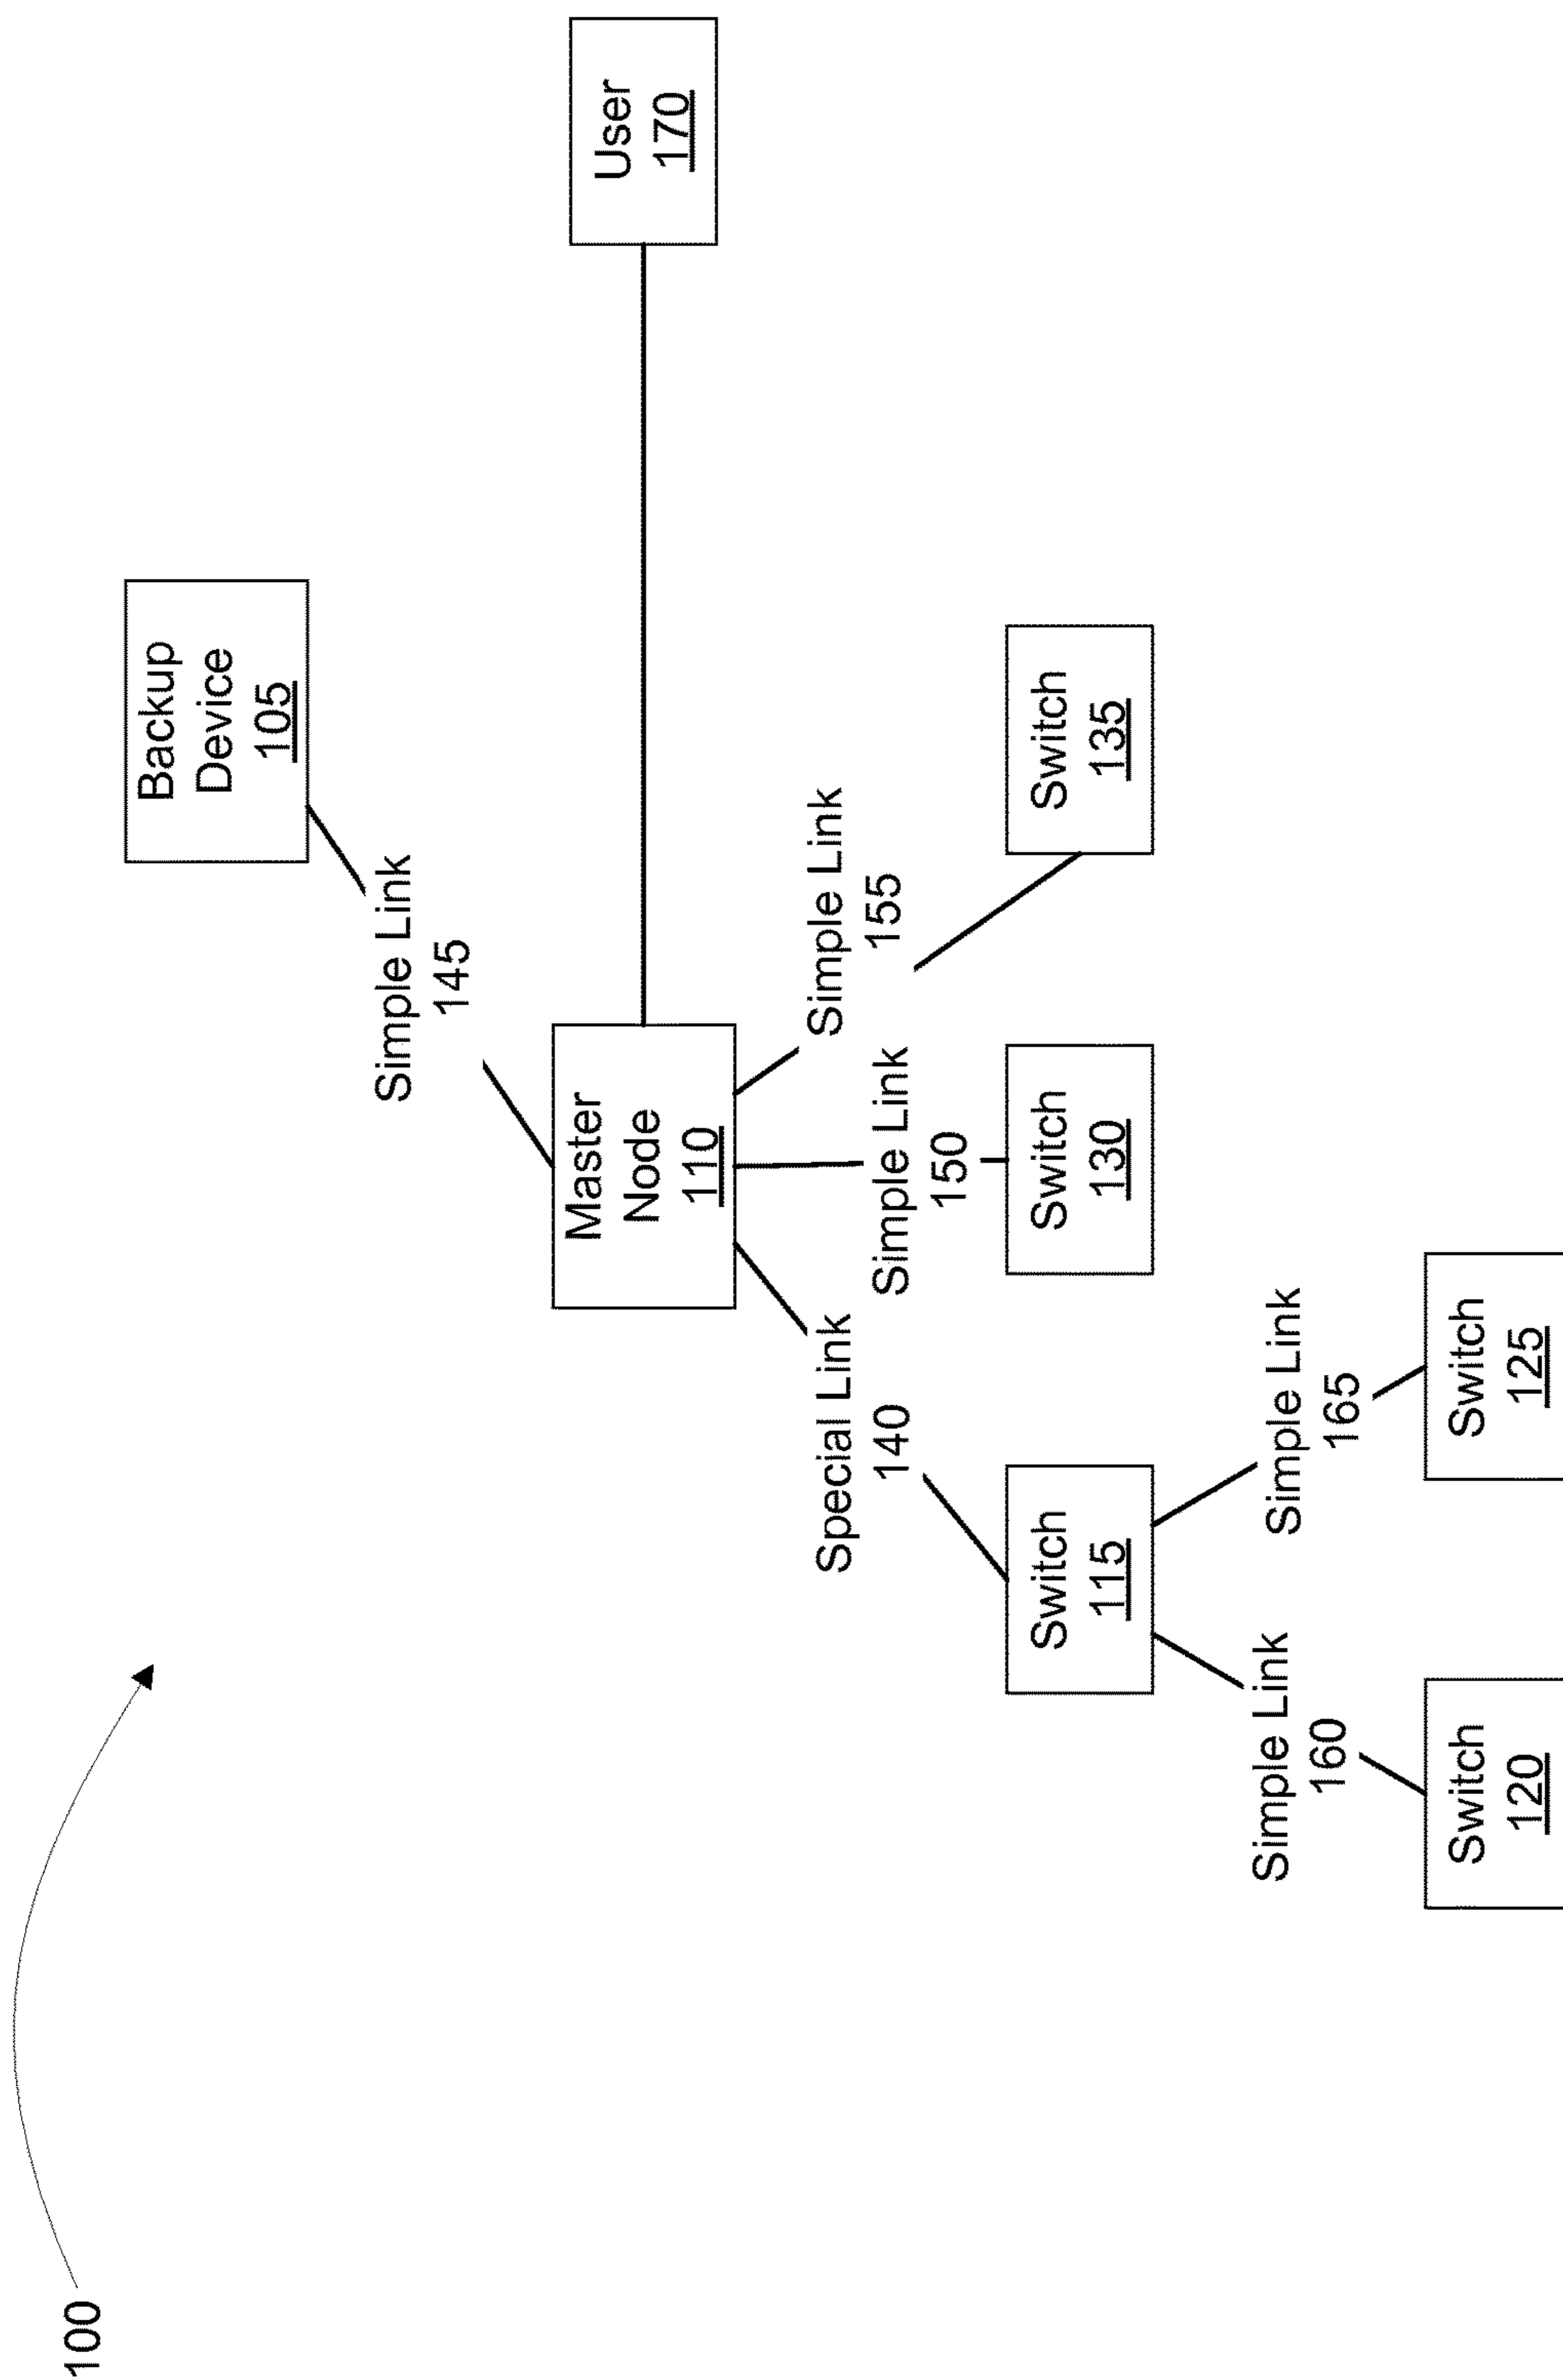 100
Backup
Device
105
Simple Link
145
Master
Node
110
User
170
Special Link
140
Simple Link
150
Simple Link
155
Switch
115
Switch
130
Switch
135
Simple Link
160
Simple Link
165
Switch
120
Switch
125